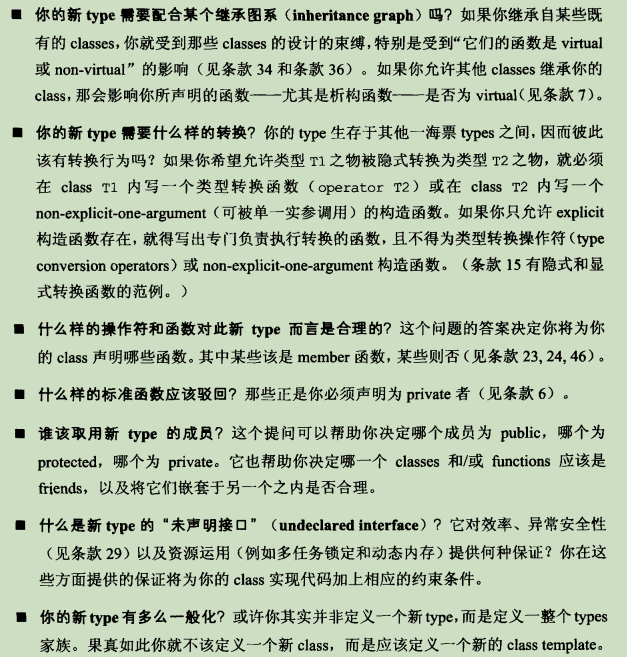 ■ 你的新 type 需要配合某个继承图系（inheritance graph）吗？如果你继承自某些既
有的 classes，你就受到那些 classes 的设计的束缚，特别是受到“它们的函数是 virtual
或 non-virtual”的影响（见条款 34 和条款 36）。如果你允许其他 classes 继承你的
class，那会影响你所声明的函数——尤其是析构函数——是否为 virtual（见条款 7）。
■ 你的新 type 需要什么样的转换？你的 type 生存于其他一海票 types 之间，因而彼此
该有转换行为吗？如果你希望允许类型 T1 之物被隐式转换为类型 T2 之物，就必须
在 class T1 内写一个类型转换函数（operator T2）或在 class T2 内写一个
non-explicit-one-argument（可被单一实参调用）的构造函数。如果你只允许 explicit
构造函数存在，就得写出专门负责执行转换的函数，且不得为类型转换操作符（type
conversion operators）或 non-explicit-one-argument 构造函数。（条款 15 有隐式和显
式转换函数的范例。）
■ 什么样的操作符和函数对此新 type 而言是合理的？这个问题的答案决定你将为你
的 class 声明哪些函数。其中某些该是 member 函数，某些则否（见条款 23, 24, 46）。
■ 什么样的标准函数应该驳回？那些正是你必须声明为 private 者（见条款 6）。
■ 谁该取用新 type 的成员？这个提问可以帮助你决定哪个成员为 public，哪个为
protected，哪个为 private。它也帮助你决定哪一个 classes 和/或 functions 应该是
friends，以及将它们嵌套于另一个之内是否合理。
■ 什么是新 type 的“未声明接口”（undeclared interface）？它对效率、异常安全性
（见条款 29）以及资源运用（例如多任务锁定和动态内存）提供何种保证？你在这
些方面提供的保证将为你的 class 实现代码加上相应的约束条件。
■ 你的新 type 有多么一般化？或许你其实并非定义一个新 type，而是定义一整个 types
家族。果真如此你就不该定义一个新 class，而是应该定义一个新的 class template。